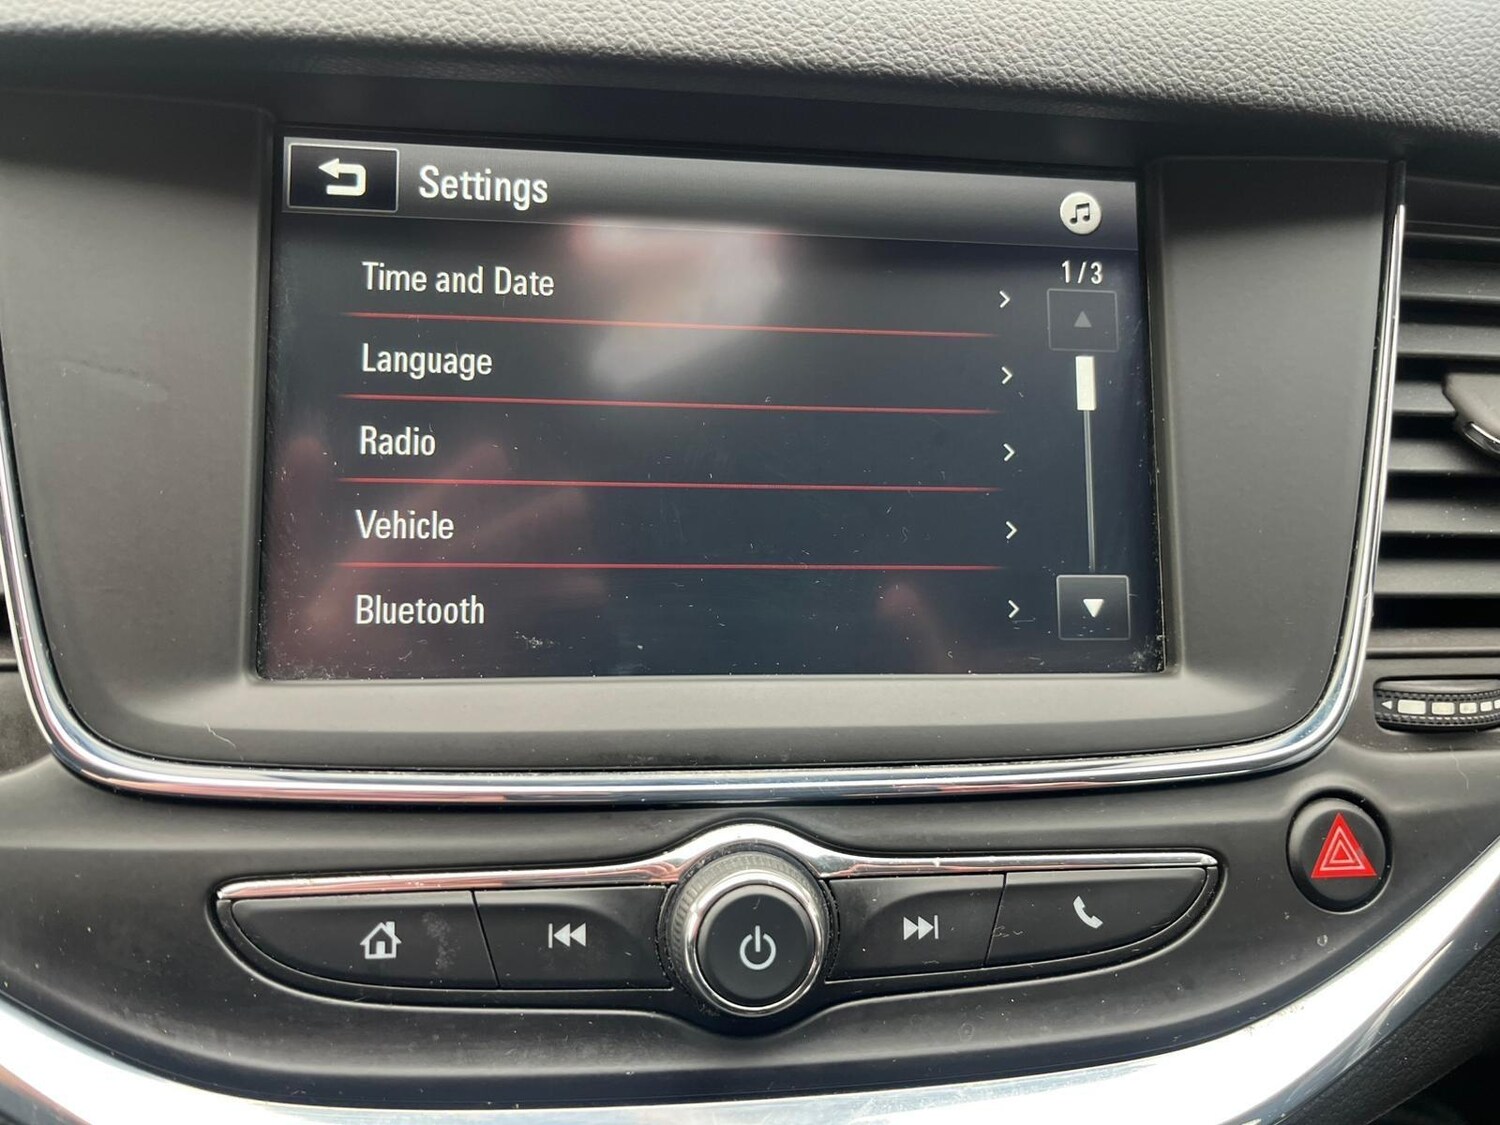 Settings
1/3
Time and Date
Language
Radio
Vehicle
Bluetooth